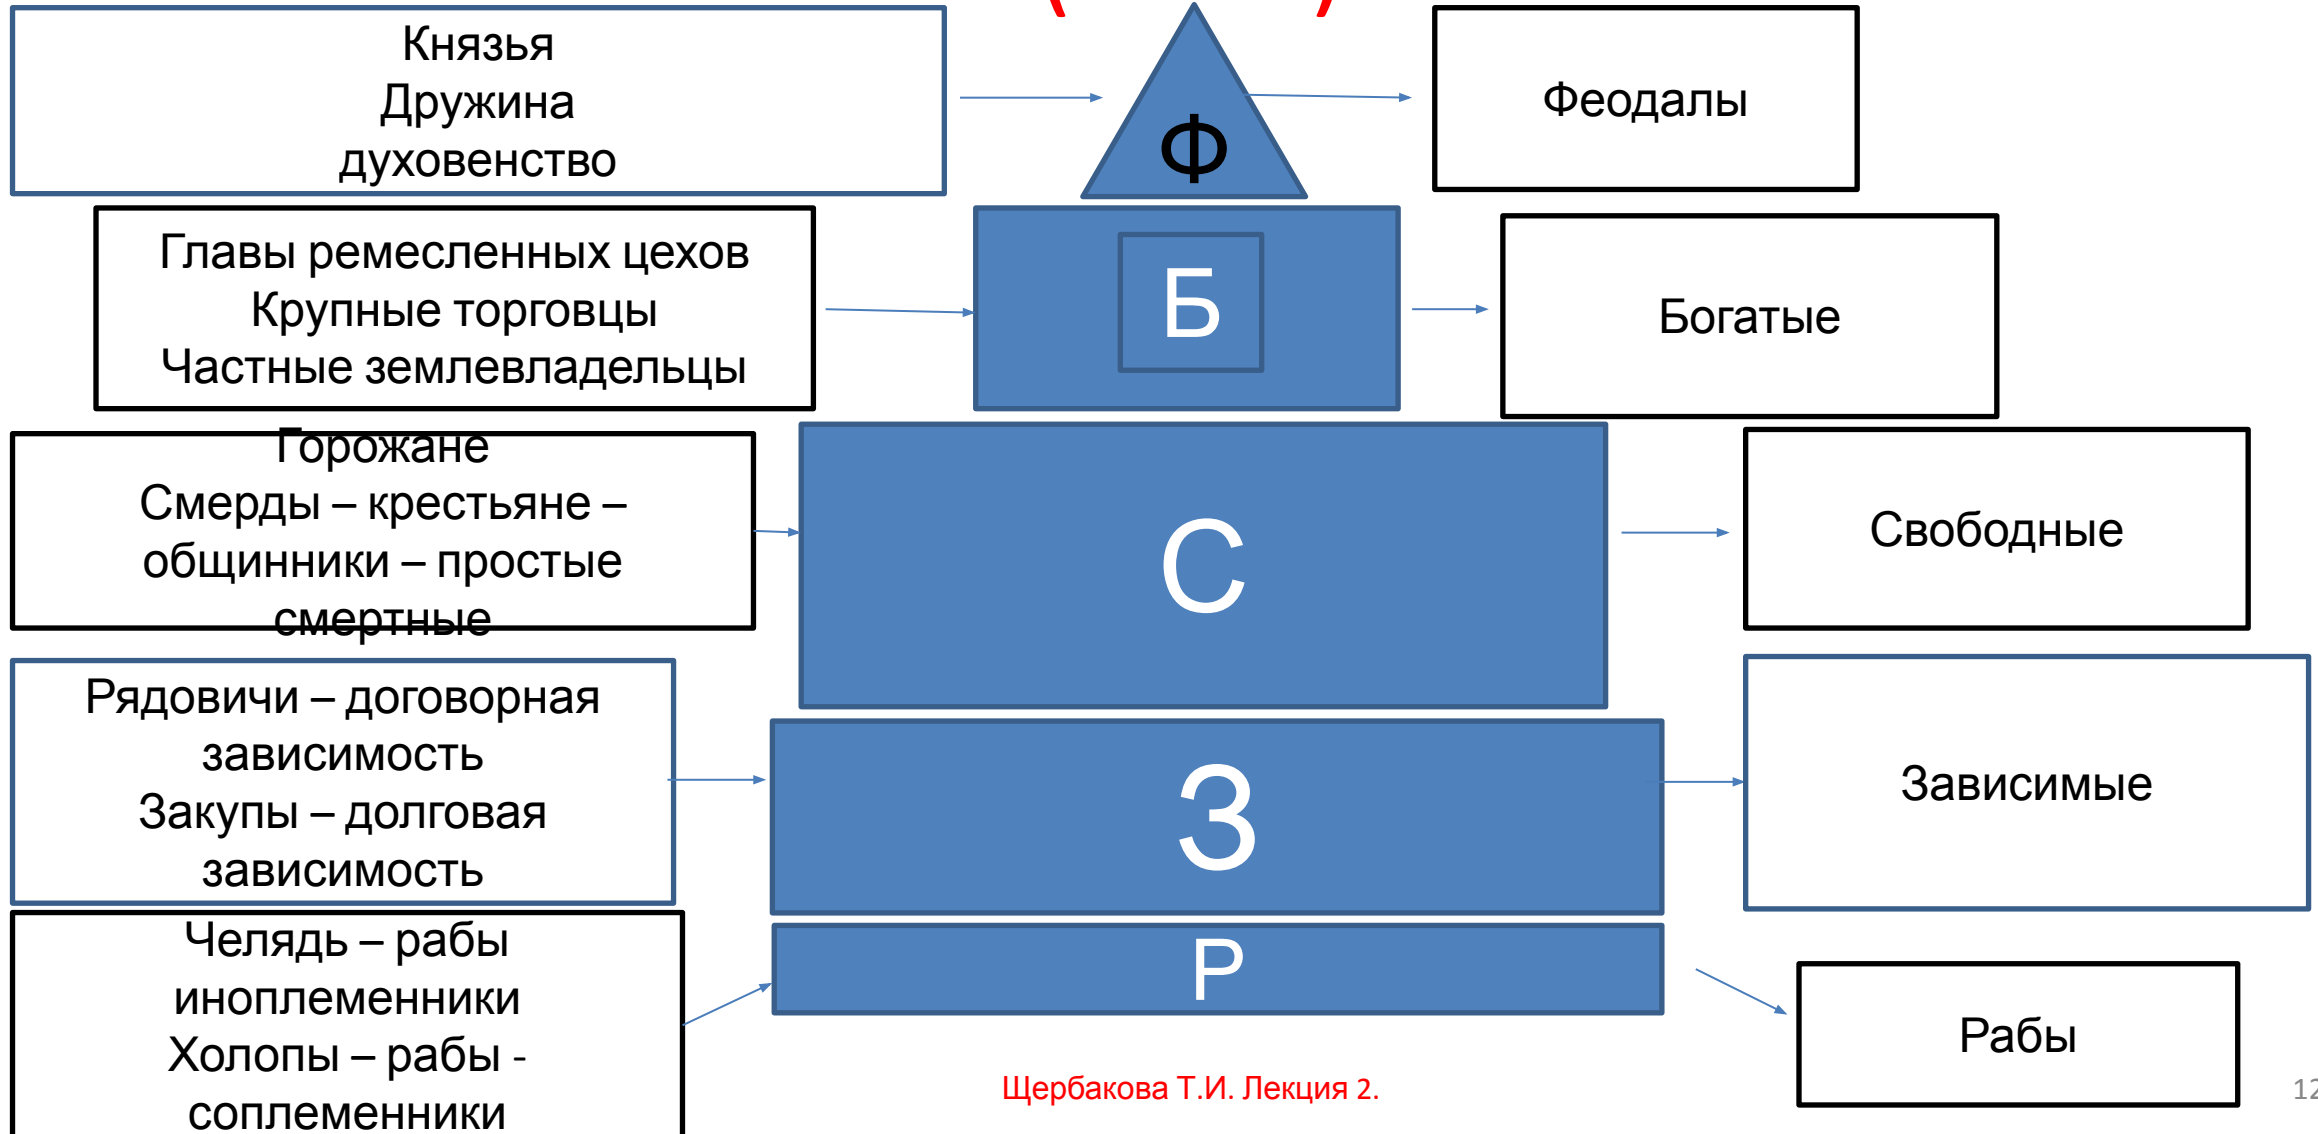 ( )
Князья
Дружина
духовенство
Ф
Феодалы
Главы ремесленных цехов
Крупные торговцы
Частные землевладельцы
Б
Богатые
Горожане
Смерды – крестьяне –
общинники – простые
смертные
С
Свободные
Рядовичи – договорная
зависимость
Закупы – долговая
зависимость
З
Зависимые
Челядь – рабы
иноплеменники
Холопы – рабы -
соплеменники
Р
Рабы
Щербакова Т.И. Лекция 2.
12